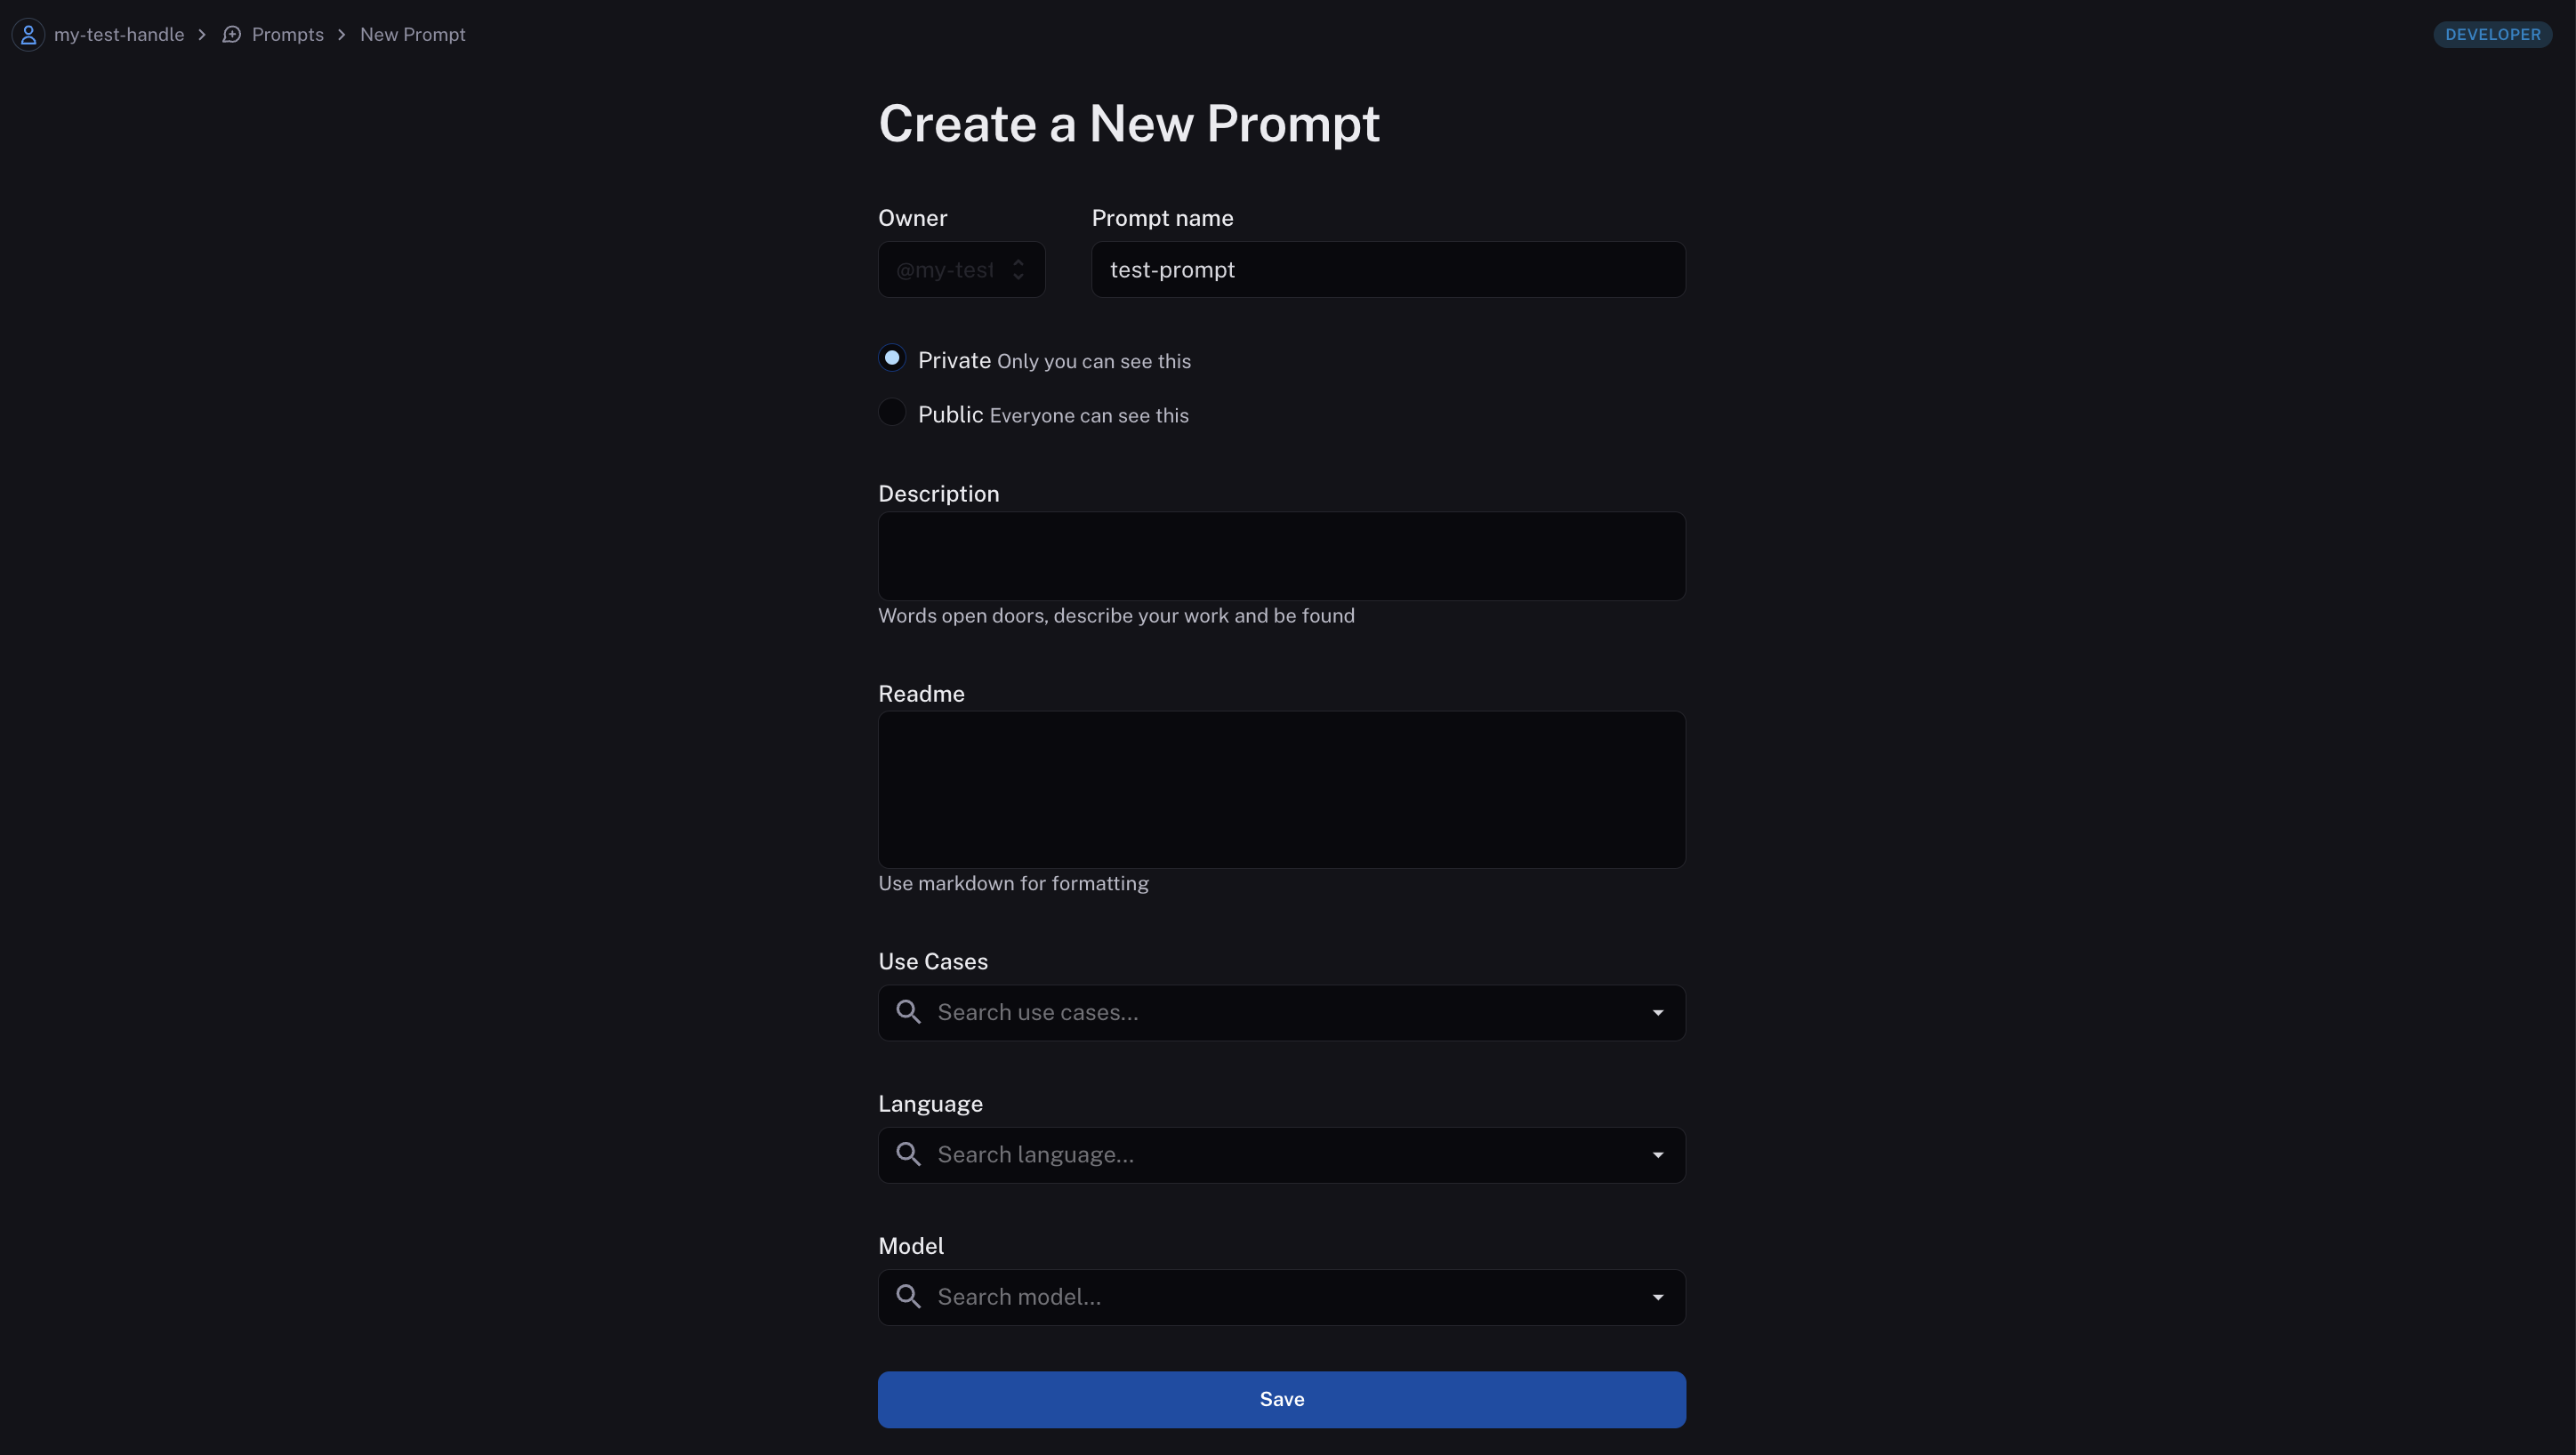 my-test-handle > Prompts > New Prompt
DEVELOPER
Create a New Prompt
Owner
Prompt name
@my-test
test-prompt
Private Only you can see this
Public Everyone can see this
Description
Words open doors, describe your work and be found
Readme
Use markdown for formatting
Use Cases
Search use cases...
Language
Search language...
Model
Search model...
Save